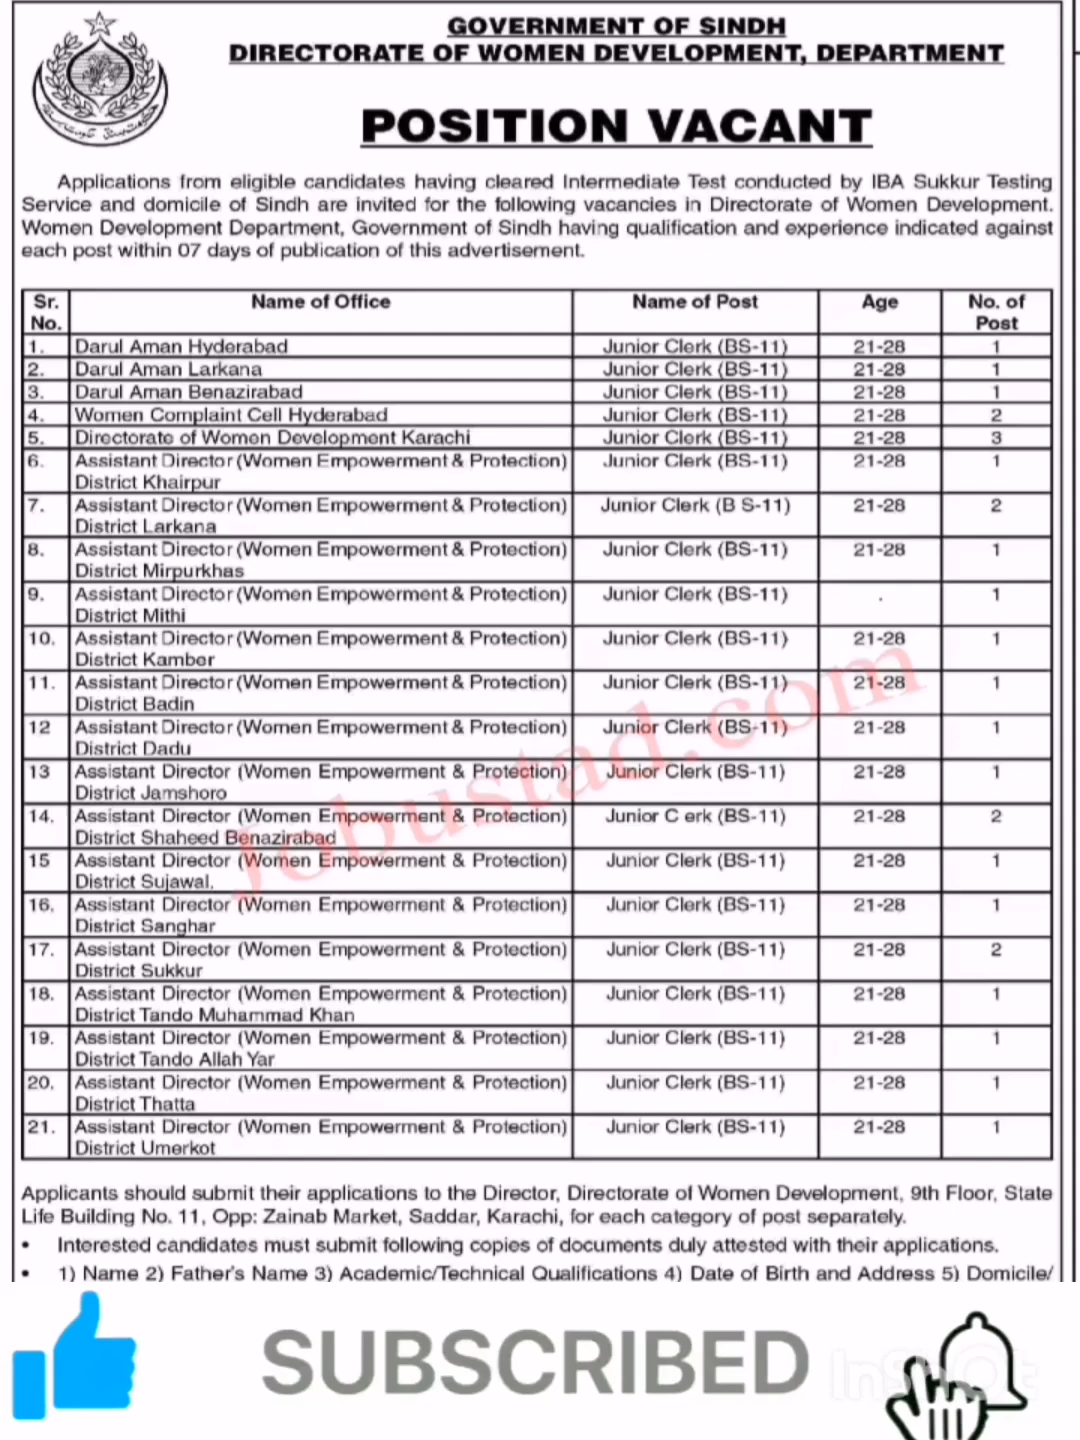 GOVERNMENT OF SINDH
DIRECTORATE OF WOMEN DEVELOPMENT, DEPARTMENT
POSITION VACANT
Applications from eligible candidates having cleared Intermediate Test conducted by IBA Sukkur Testing
Service and domicile of Sindh are invited for the following vacancies in Directorate of Women Development.
Women Development Department, Government of Sindh having qualification and experience indicated against
each post within 07 days of publication of this advertisement.
Sr. No. Name of Office Name of Post Age No. of Post
1. Darul Aman Hyderabad Junior Clerk (BS-11) 21-28 1
2. Darul Aman Larkana Junior Clerk (BS-11) 21-28 1
3. Darul Aman Benazirabad Junior Clerk (BS-11) 21-28 1
4. Women Complaint Cell Hyderabad Junior Clerk (BS-11) 21-28 2
5. Directorate of Women Development Karachi Junior Clerk (BS-11) 21-28 3
6. Assistant Director (Women Empowerment & Protection) Junior Clerk (BS-11) 21-28 1
District Khairpur
7. Assistant Director (Women Empowerment & Protection) Junior Clerk (B S-11) 21-28 2
District Larkana
8. Assistant Director (Women Empowerment & Protection) Junior Clerk (BS-11) 21-28 1
District Mirpurkhas
9. Assistant Director (Women Empowerment & Protection) Junior Clerk (BS-11) . 1
District Mithi
10. Assistant Director (Women Empowerment & Protection) Junior Clerk (BS-11) 21-28 1
District Kamber
11. Assistant Director (Women Empowerment & Protection) Junior Clerk (BS-11) 21-28 1
District Badin
12 Assistant Director (Women Empowerment & Protection) Junior Clerk (BS-11) 21-28 1
District Dadu
13 Assistant Director (Women Empowerment & Protection) Junior Clerk (BS-11) 21-28 1
District Jamshoro
14. Assistant Director (Women Empowerment & Protection) Junior C erk (BS-11) 21-28 2
District Shaheed Benazirabad
15 Assistant Director (Women Empowerment & Protection) Junior Clerk (BS-11) 21-28 1
District Sujawal.
16. Assistant Director (Women Empowerment & Protection) Junior Clerk (BS-11) 21-28 1
District Sanghar
17. Assistant Director (Women Empowerment & Protection) Junior Clerk (BS-11) 21-28 2
District Sukkur
18. Assistant Director (Women Empowerment & Protection) Junior Clerk (BS-11) 21-28 1
District Tando Muhammad Khan
19. Assistant Director (Women Empowerment & Protection) Junior Clerk (BS-11) 21-28 1
District Tando Allah Yar
20. Assistant Director (Women Empowerment & Protection) Junior Clerk (BS-11) 21-28 1
District Thatta
21. Assistant Director (Women Empowerment & Protection) Junior Clerk (BS-11) 21-28 1
District Umerkot
Jobustad.com
Applicants should submit their applications to the Director, Directorate of Women Development, 9th Floor, State
Life Building No. 11, Opp: Zainab Market, Saddar, Karachi, for each category of post separately.
• Interested candidates must submit following copies of documents duly attested with their applications.
• 1) Name 2) Father's Name 3) Academic/Technical Qualifications 4) Date of Birth and Address 5) Domicile/
SUBSCRIBED
InShOt